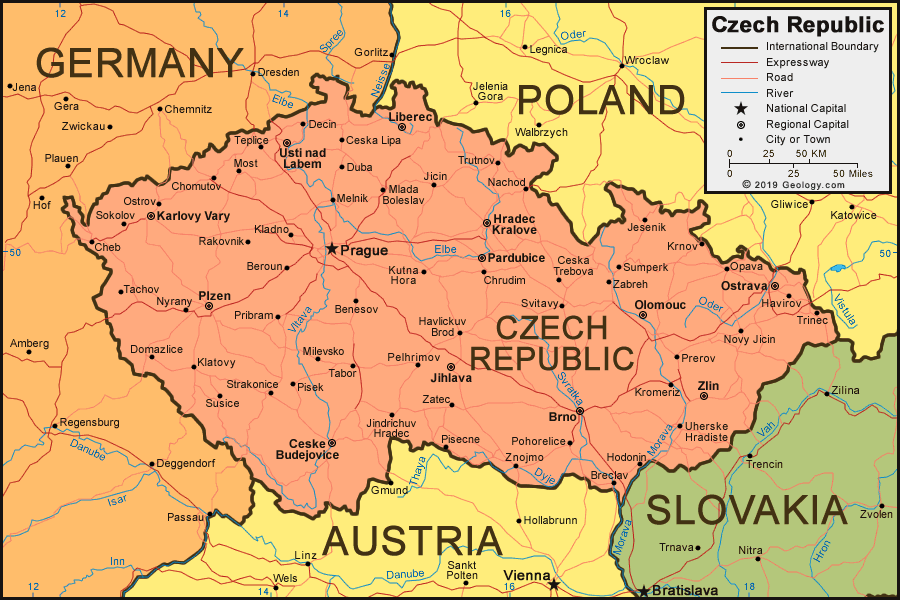 12
14
16
Czech Republic
International Boundary
Expressway
Road
River
National Capital
Regional Capital
City or Town
0 25 50 KM
0 25 50 Miles
© 2019 Geology.com
GERMANY
POLAND
Gorlitz
Spree
Neisse
Oder
Legnica
Wroclaw
Jena
Gera
Dresden
Elbe
Chemnitz
Zwickau
Jelenia
Gora
Walbrzych
Plauen
Hof
Liberec
Decin
Teplice
Usti nad
Labem
Ceska Lipa
Most
Duba
Trutnov
Chomutov
Jicin
Nachod
Mlada
Boleslav
Melnik
Ostrov
Sokolov
Karlovy Vary
Hradec
Kralove
Jesenik
Gliwice
Katowice
Kladno
Rakovnik
Cheb
Prague
Elbe
Pardubice
Krnov
50
50
Beroun
Kutna
Hora
Chrudim
Ceska
Trebova
Sumperk
Zabreh
Opava
Ostrava
Havirov
Tachov
Nyrany
Plzen
Benesov
Svitavy
Olomouc
Oder
Trinec
Vistula
Pribram
Vltava
Havlickuv
Brod
CZECH
REPUBLIC
Novy Jicin
Amberg
Domazlice
Klatovy
Milevsko
Tabor
Pelhrimov
Jihlava
Prerov
Strakonice
Pisek
Susice
Svratka
Kromeriz
Zlin
Zilina
Zatec
Brno
Jindrichuv
Hradec
Regensburg
Danube
Ceske
Budejovice
Pisecne
Pohorelice
Uherske
Hradiste
Morava
Vah
Deggendorf
Znojmo
Hodonin
Trencin
Thaya
Dyje
Breclav
Gmund
Isar
Passau
Hollabrunn
SLOVAKIA
Zvolen
AUSTRIA
Morava
Trnava
Nitra
Hron
Inn
Linz
Danube
Sankt
Polten
Vienna
Wels
Bratislava
12
14
16
18